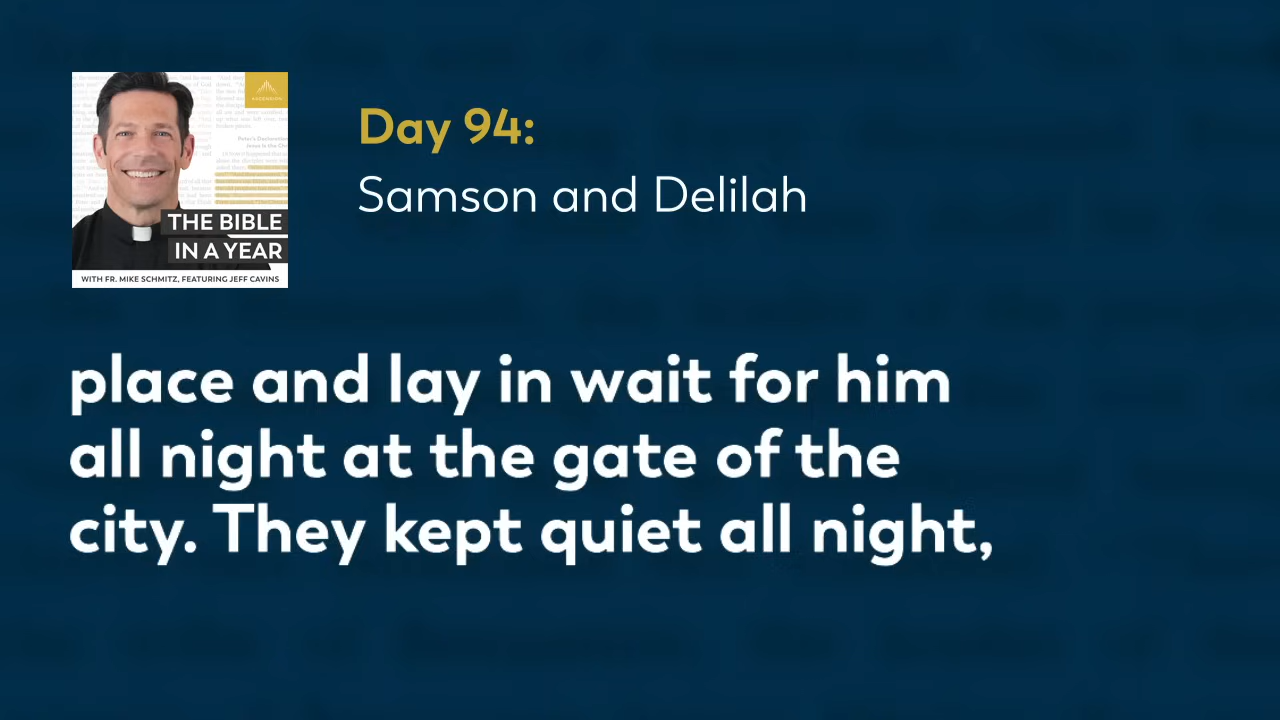 ASCENSION
THE BIBLE
IN A YEAR
WITH FR. MIKE SCHMITZ, FEATURING JEFF CAVINS
Day 94:
Samson and Delilah
place and lay in wait for him
all night at the gate of the
city. They kept quiet all night,